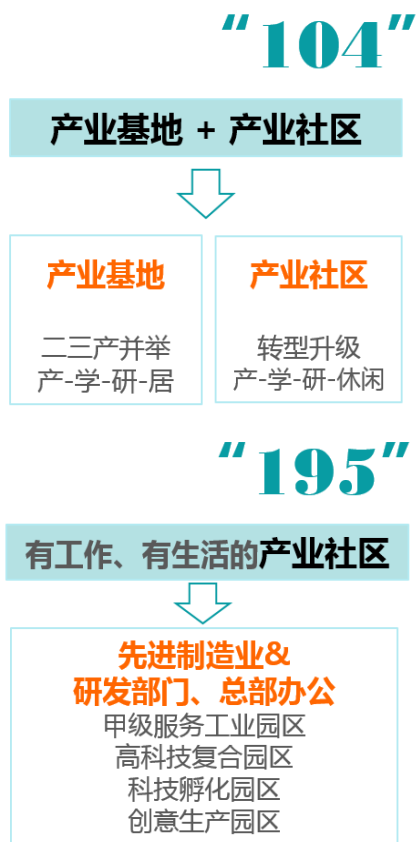 “104”
产业基地 + 产业社区
产业基地
二三产并举
产-学-研-居
产业社区
转型升级
产-学-研-休闲
“195”
有工作、有生活的产业社区
先进制造业&
研发部门、总部办公
甲级服务工业园区
高科技复合园区
科技孵化园区
创意生产园区